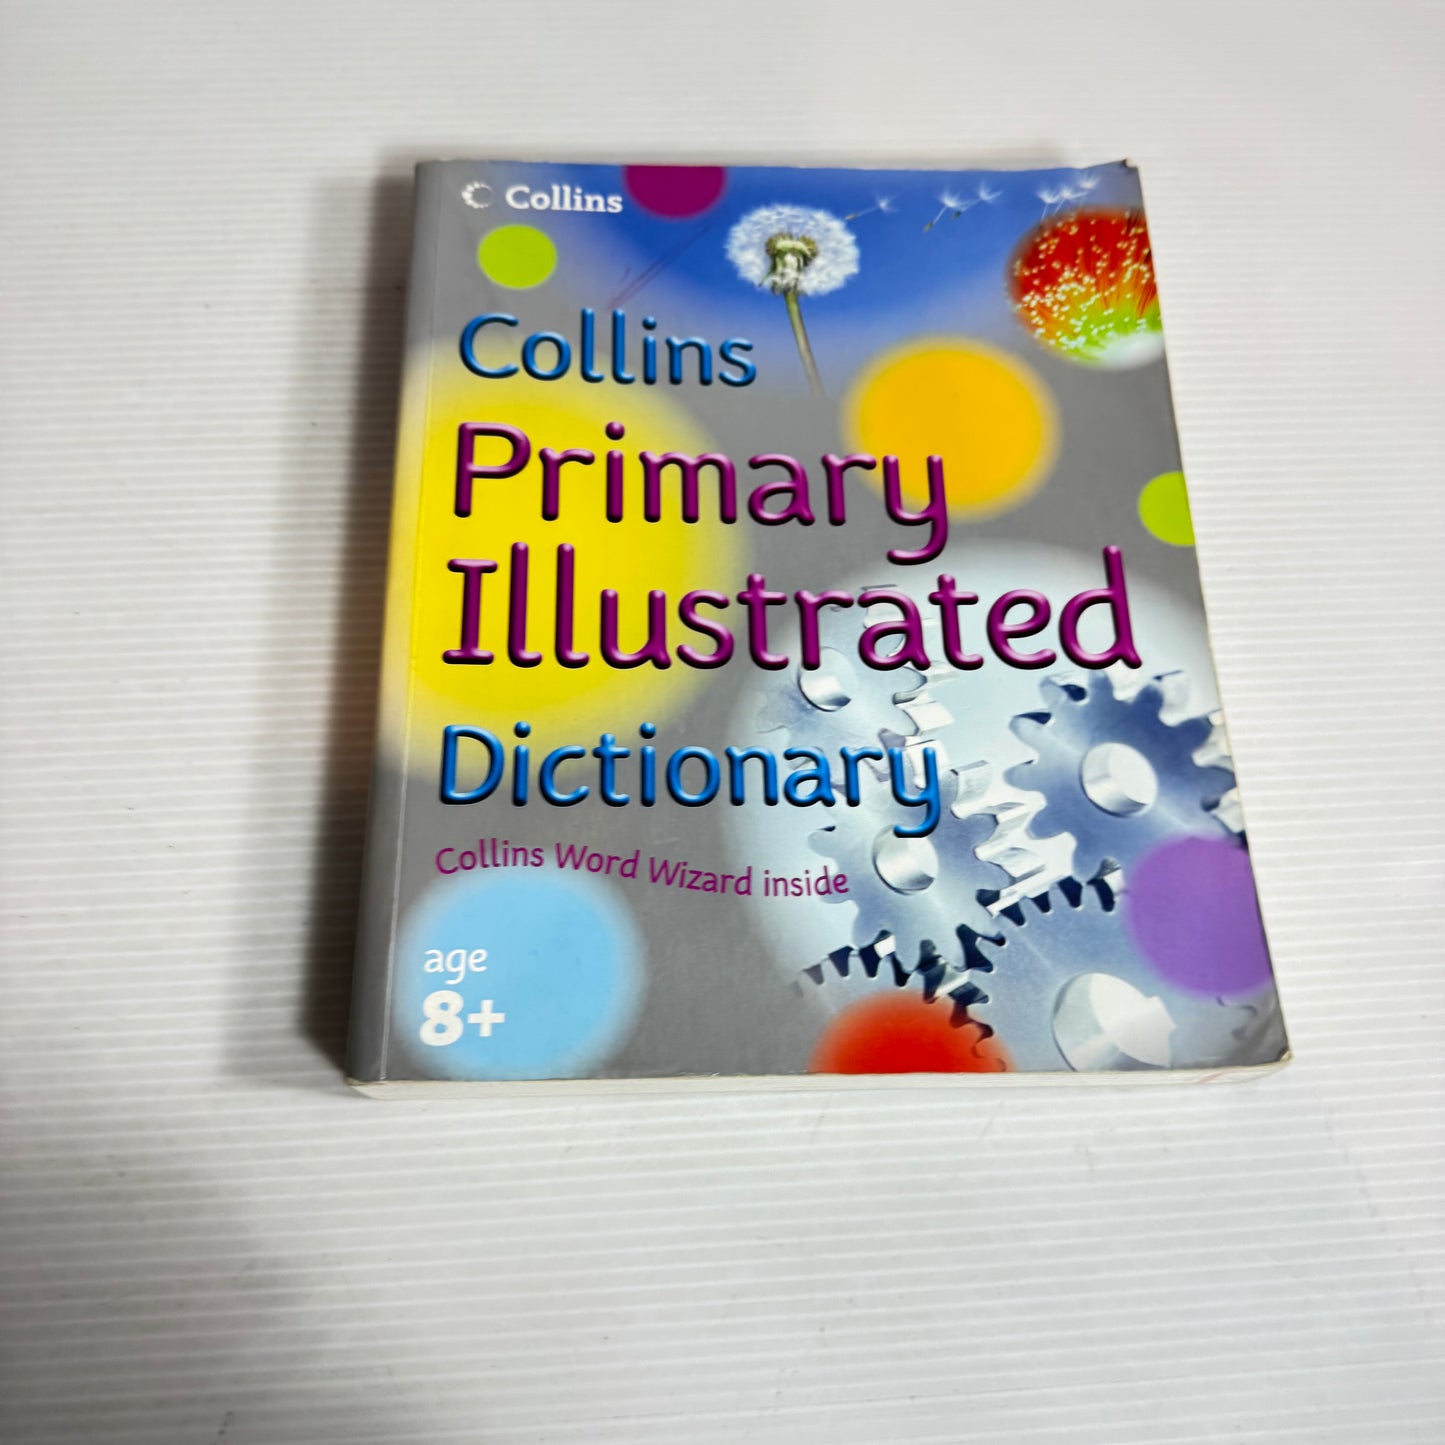 Collins
Collins
Primary
Illustrated
Dictionary
Collins Word Wizard inside
age
8+